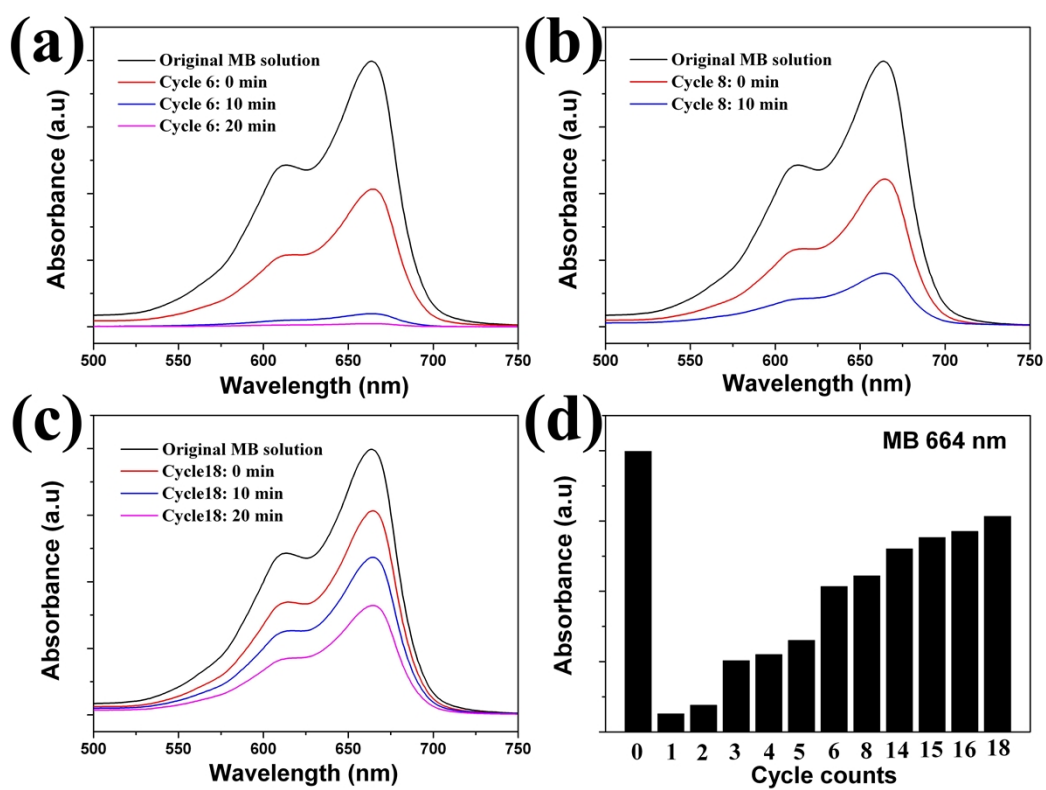 (a)
Original MB solution
Cycle 6: 0 min
Cycle 6: 10 min
Cycle 6: 20 min
Absorbance (a.u)
500 550 600 650 700 750
Wavelength (nm)
(b)
Original MB solution
Cycle 8: 0 min
Cycle 8: 10 min
Absorbance (a.u)
500 550 600 650 700 750
Wavelength (nm)
(c)
Original MB solution
Cycle18: 0 min
Cycle18: 10 min
Cycle18: 20 min
Absorbance (a.u)
500 550 600 650 700 750
Wavelength (nm)
(d)
MB 664 nm
Absorbance (a.u)
0 1 2 3 4 5 6 8 14 15 16 18
Cycle counts